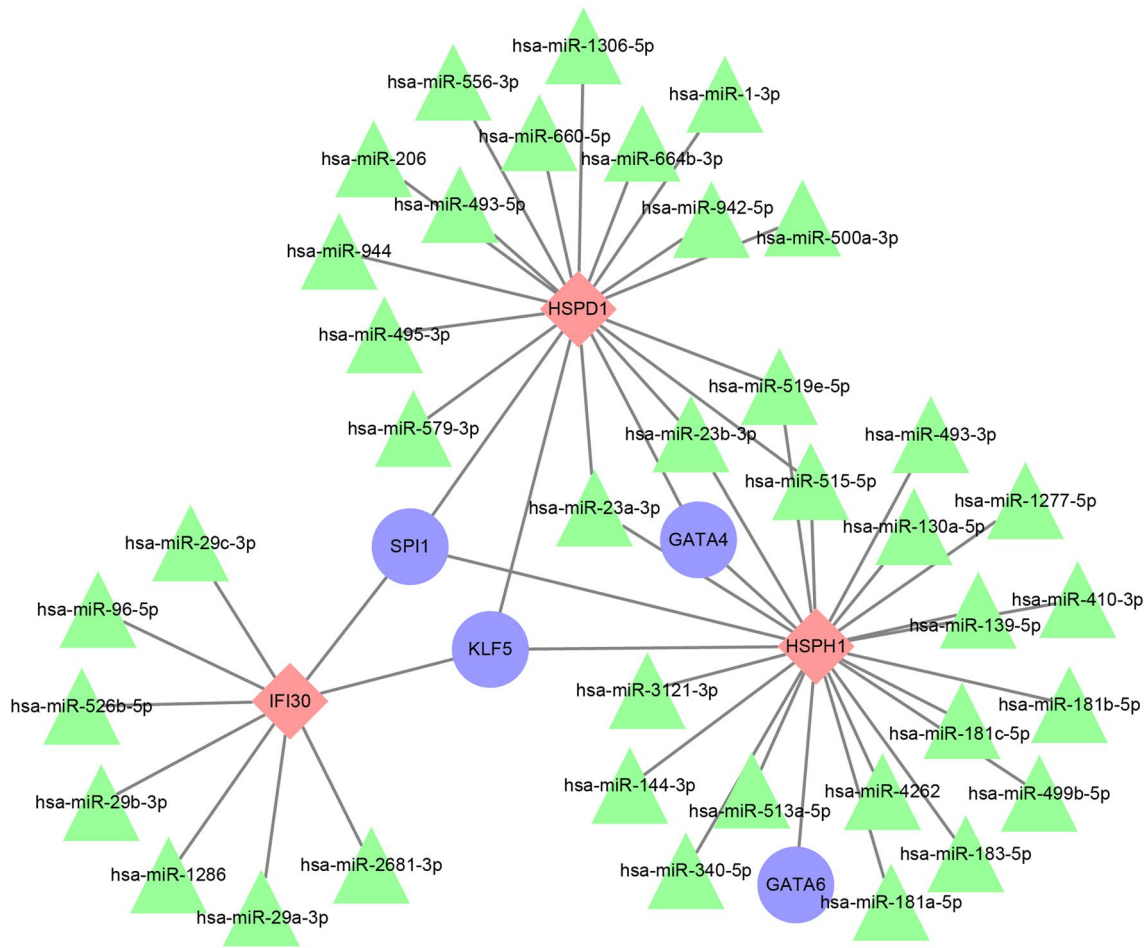 hsa-miR-1306-5p
hsa-miR-556-3p
hsa-miR-1-3p
hsa-miR-660-5p
hsa-miR-206
hsa-miR-664b-3p
hsa-miR-493-5p
hsa-miR-942-5p
hsa-miR-500a-3p
hsa-miR-944
HSPD1
hsa-miR-495-3p
hsa-miR-519e-5p
hsa-miR-579-3p
hsa-miR-23b-3p
hsa-miR-493-3p
hsa-miR-515-5p
hsa-miR-1277-5p
hsa-miR-23a-3p
hsa-miR-130a-5p
hsa-miR-29c-3p
SPI1
GATA4
hsa-miR-96-5p
hsa-miR-410-3p
hsa-miR-139-5p
KLF5
HSPH1
hsa-miR-3121-3p
IFI30
hsa-miR-526b-5p
hsa-miR-181b-5p
hsa-miR-181c-5p
hsa-miR-29b-3p
hsa-miR-144-3p
hsa-miR-4262
hsa-miR-499b-5p
hsa-miR-513a-5p
hsa-miR-183-5p
hsa-miR-2681-3p
hsa-miR-340-5p
hsa-miR-1286
GATA6
hsa-miR-181a-5p
hsa-miR-29a-3p